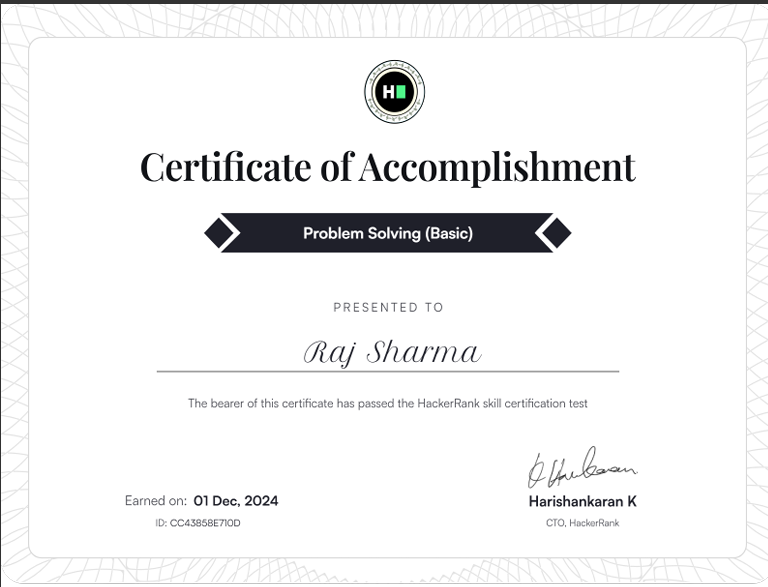 H
Certificate of Accomplishment
Problem Solving (Basic)
PRESENTED TO
Raj Sharma
The bearer of this certificate has passed the HackerRank skill certification test
Earned on: 01 Dec, 2024
ID: CC43858E710D
Harishankaran K
CTO, HackerRank